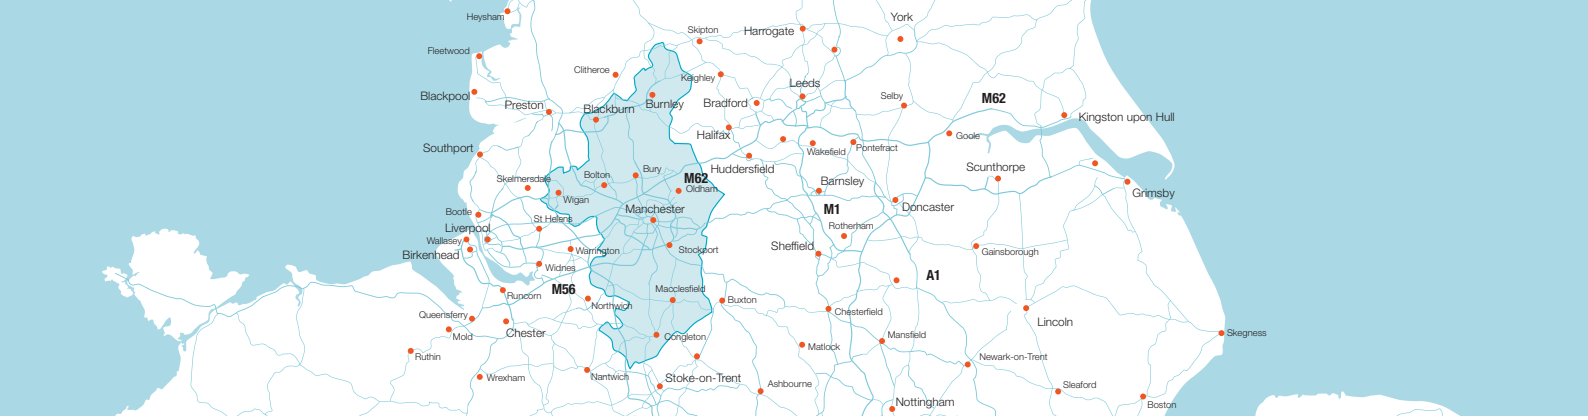 Heysham
York
Skipton
Harrogate
Fleetwood
Clitheroe
Keighley
Leeds
Blackpool
Selby
M62
Preston
Blackburn
Burnley
Bradford
Kingston upon Hull
Halifax
Goole
Southport
Wakefield
Pontefract
Huddersfield
Scunthorpe
Bury
Bolton
M62
Skelmersdale
Oldham
Barnsley
Grimsby
Wigan
Manchester
M1
Doncaster
Bootle
St Helens
Liverpool
Rotherham
Wallasey
Sheffield
Birkenhead
Warrington
Stockport
Gainsborough
Widnes
A1
M56
Macclesfield
Runcorn
Northwich
Buxton
Chesterfield
Queensferry
Lincoln
Mold
Chester
Congleton
Mansfield
Skegness
Matlock
Ruthin
Newark-on-Trent
Wrexham
Nantwich
Stoke-on-Trent
Ashbourne
Sleaford
Nottingham
Boston